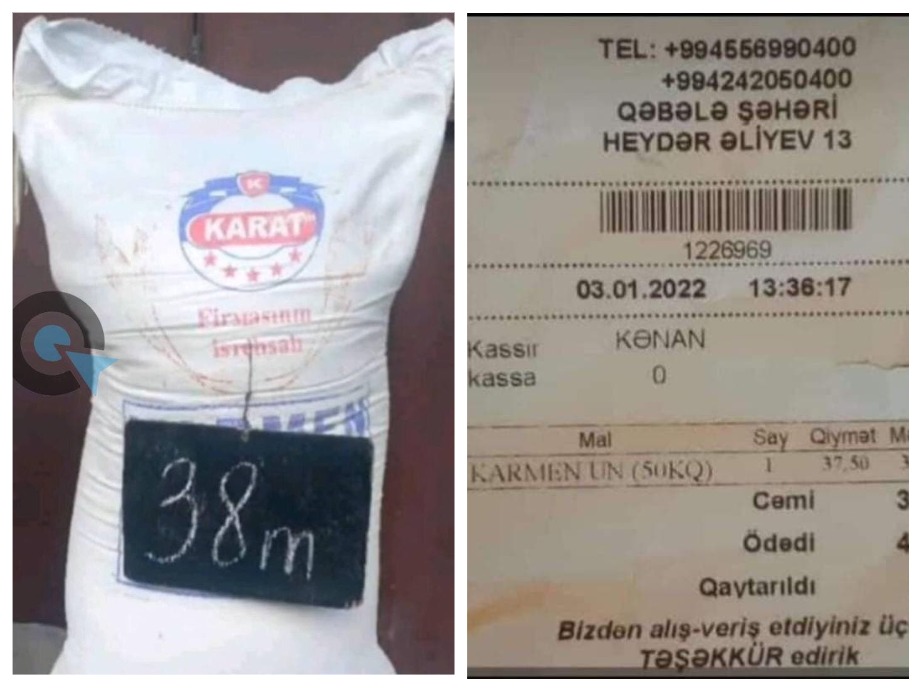 K
KARAT
Firmasının
istehsalı
38m
TEL: +994556990400
+994242050400
QƏBƏLƏ ŞƏHƏRİ
HEYDƏR ƏLİYEV 13
1226969
03.01.2022 13:36:17
Kassir KƏNAN
kassa 0
Mal Say Qiymət
KARMEN UN (50KQ) 1 37,50
Cəmi
Ödədi
Qaytarıldı
Bizdən alış-veriş etdiyiniz
TƏŞƏKKÜR edirik